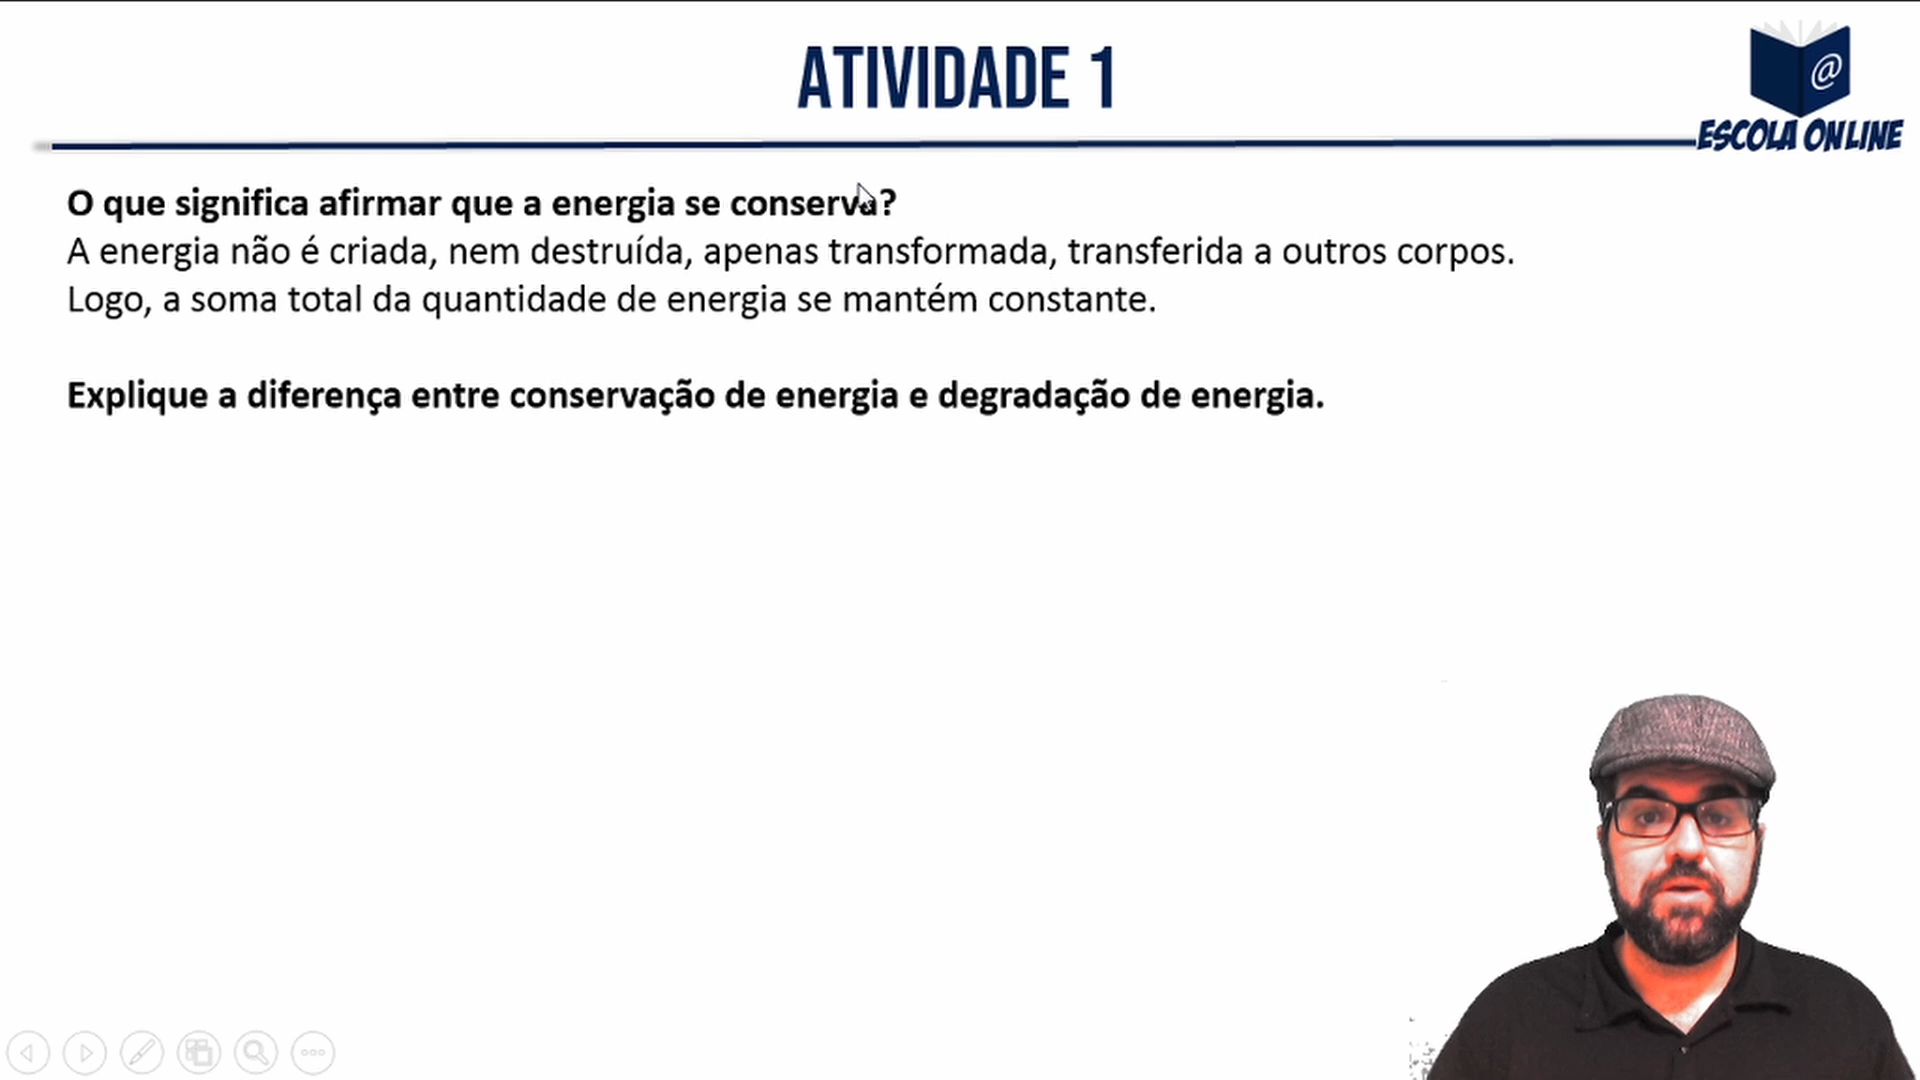 ATIVIDADE 1
@
ESCOLA ONLINE
O que significa afirmar que a energia se conserva?
A energia não é criada, nem destruída, apenas transformada, transferida a outros corpos.
Logo, a soma total da quantidade de energia se mantém constante.
Explique a diferença entre conservação de energia e degradação de energia.